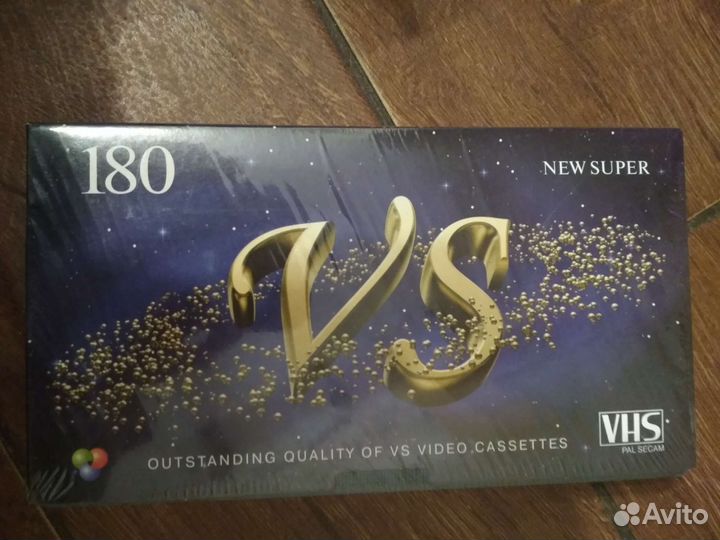 180
NEW SUPER
VS
OUTSTANDING QUALITY OF VS VIDEO CASSETTES
VHS
PAL SECAM
Avito